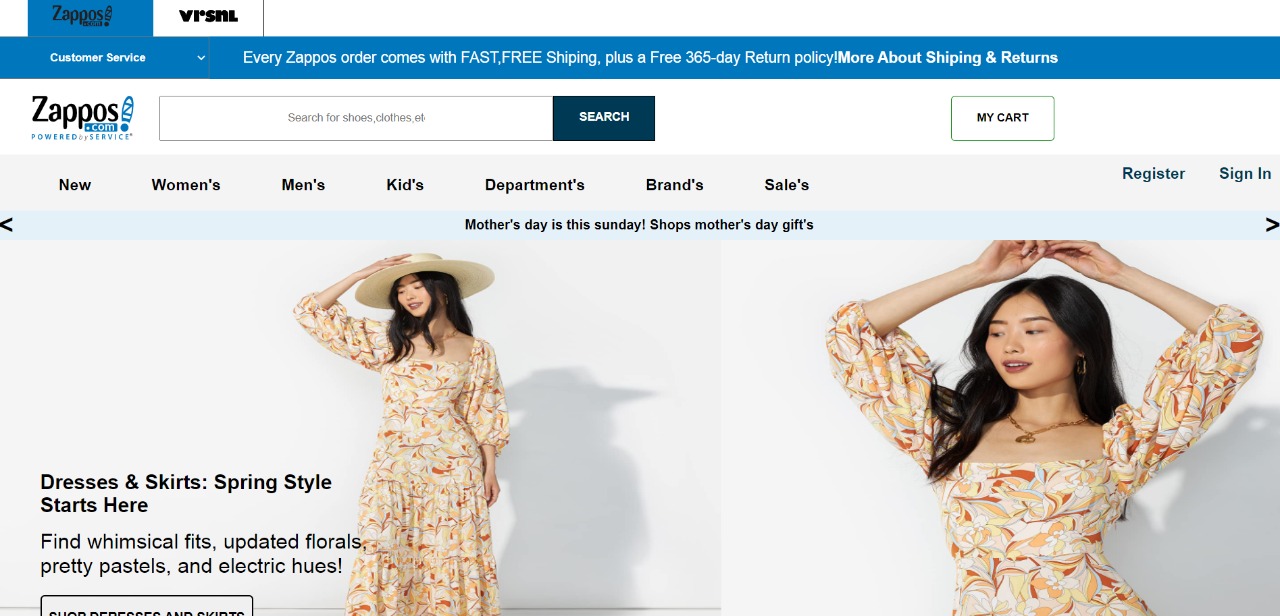 Zappos
.com
vrsnl
Customer Service
Every Zappos order comes with FAST,FREE Shiping, plus a Free 365-day Return policy!More About Shiping & Returns
Zappos
.com
POWERED by SERVICE
Search for shoes,clothes,etc
SEARCH
MY CART
Register Sign In
New Women's Men's Kid's Department's Brand's Sale's
< Mother's day is this sunday! Shops mother's day gift's >
Dresses & Skirts: Spring Style
Starts Here
Find whimsical fits, updated florals,
pretty pastels, and electric hues!
SHOP DERESSES AND SKIRTS